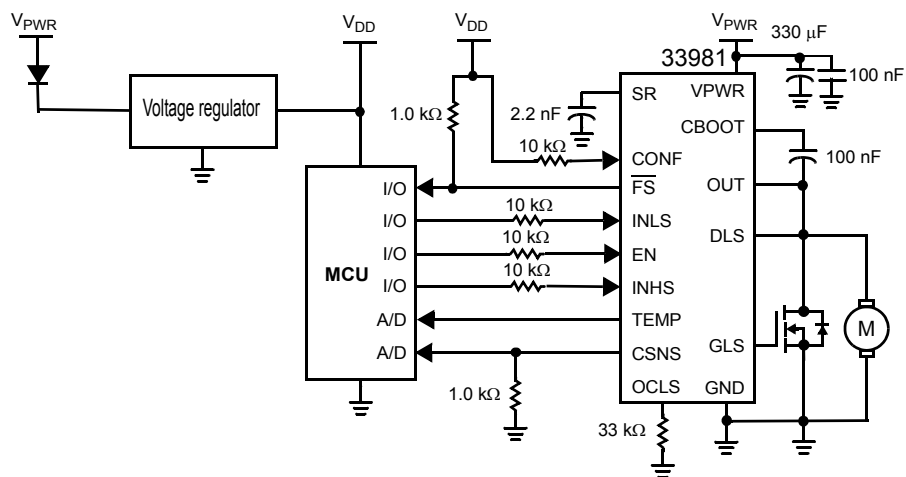 VPWR
VDD
VDD
VPWR
330 μF
33981
100 nF
Voltage regulator
1.0 kΩ
2.2 nF
SR
VPWR
CBOOT
10 kΩ
CONF
100 nF
I/O
FS
OUT
I/O
10 kΩ
INLS
DLS
I/O
10 kΩ
EN
MCU
I/O
10 kΩ
INHS
A/D
TEMP
M
A/D
CSNS
GLS
1.0 kΩ
OCLS
GND
33 kΩ